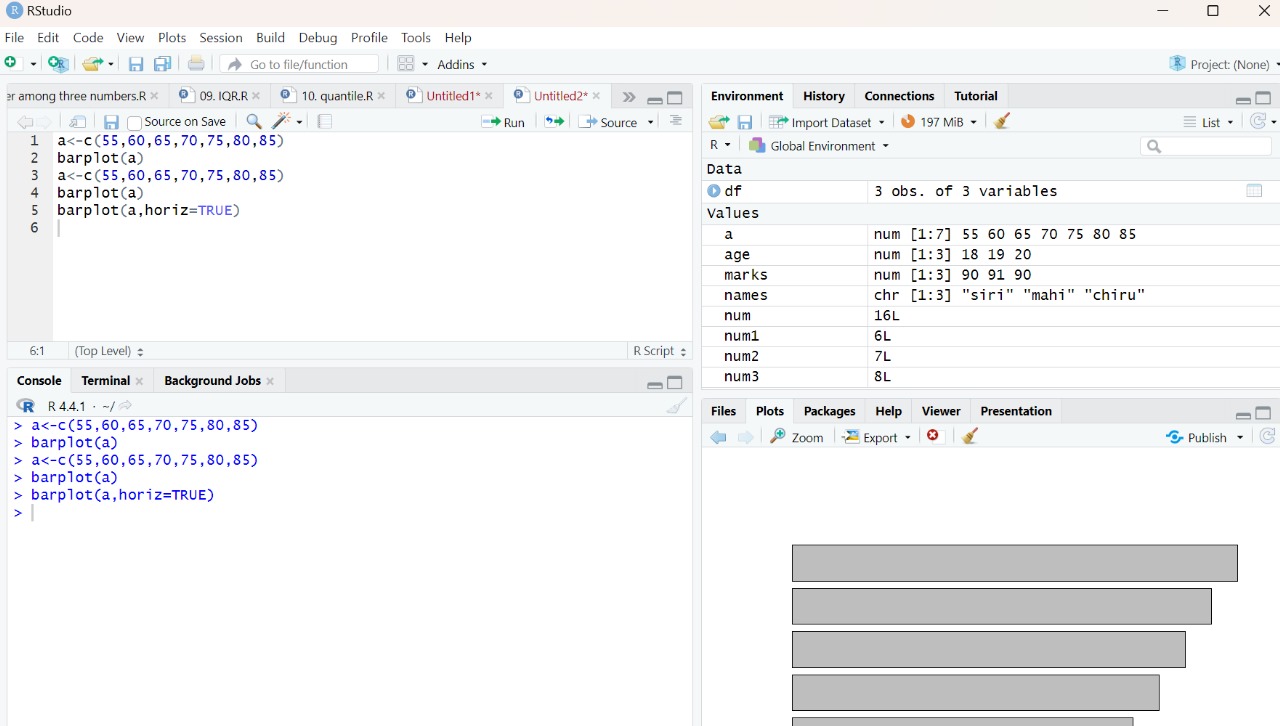 RStudio
File Edit Code View Plots Session Build Debug Profile Tools Help
Go to file/function Addins Project: (None)
er among three numbers.R 09. IQR.R 10. quantile.R Untitled1* Untitled2*
Source on Save Run Source
1 a<-c(55,60,65,70,75,80,85)
2 barplot(a)
3 a<-c(55,60,65,70,75,80,85)
4 barplot(a)
5 barplot(a,horiz=TRUE)
6
6:1 (Top Level) R Script
Console Terminal Background Jobs
R 4.4.1 · ~/
> a<-c(55,60,65,70,75,80,85)
> barplot(a)
> a<-c(55,60,65,70,75,80,85)
> barplot(a)
> barplot(a,horiz=TRUE)
>
Environment History Connections Tutorial
Import Dataset 197 MiB List
R Global Environment
Data
df 3 obs. of 3 variables
Values
a num [1:7] 55 60 65 70 75 80 85
age num [1:3] 18 19 20
marks num [1:3] 90 91 90
names chr [1:3] "siri" "mahi" "chiru"
num 16L
num1 6L
num2 7L
num3 8L
Files Plots Packages Help Viewer Presentation
Zoom Export Publish